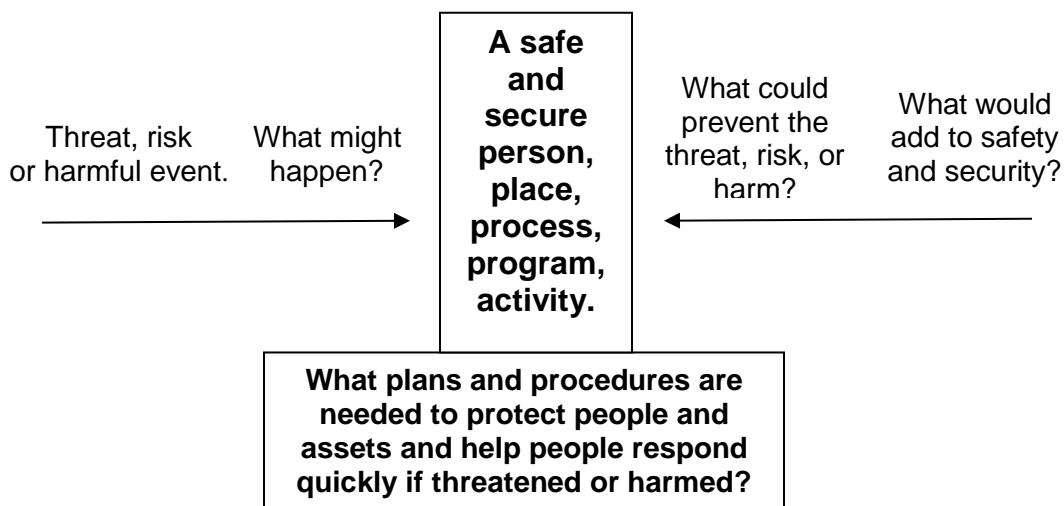 Threat, risk
or harmful event.
What might
happen?
A safe
and
secure
person,
place,
process,
program,
activity.
What could
prevent the
threat, risk, or
harm?
What would
add to safety
and security?
What plans and procedures are
needed to protect people and
assets and help people respond
quickly if threatened or harmed?